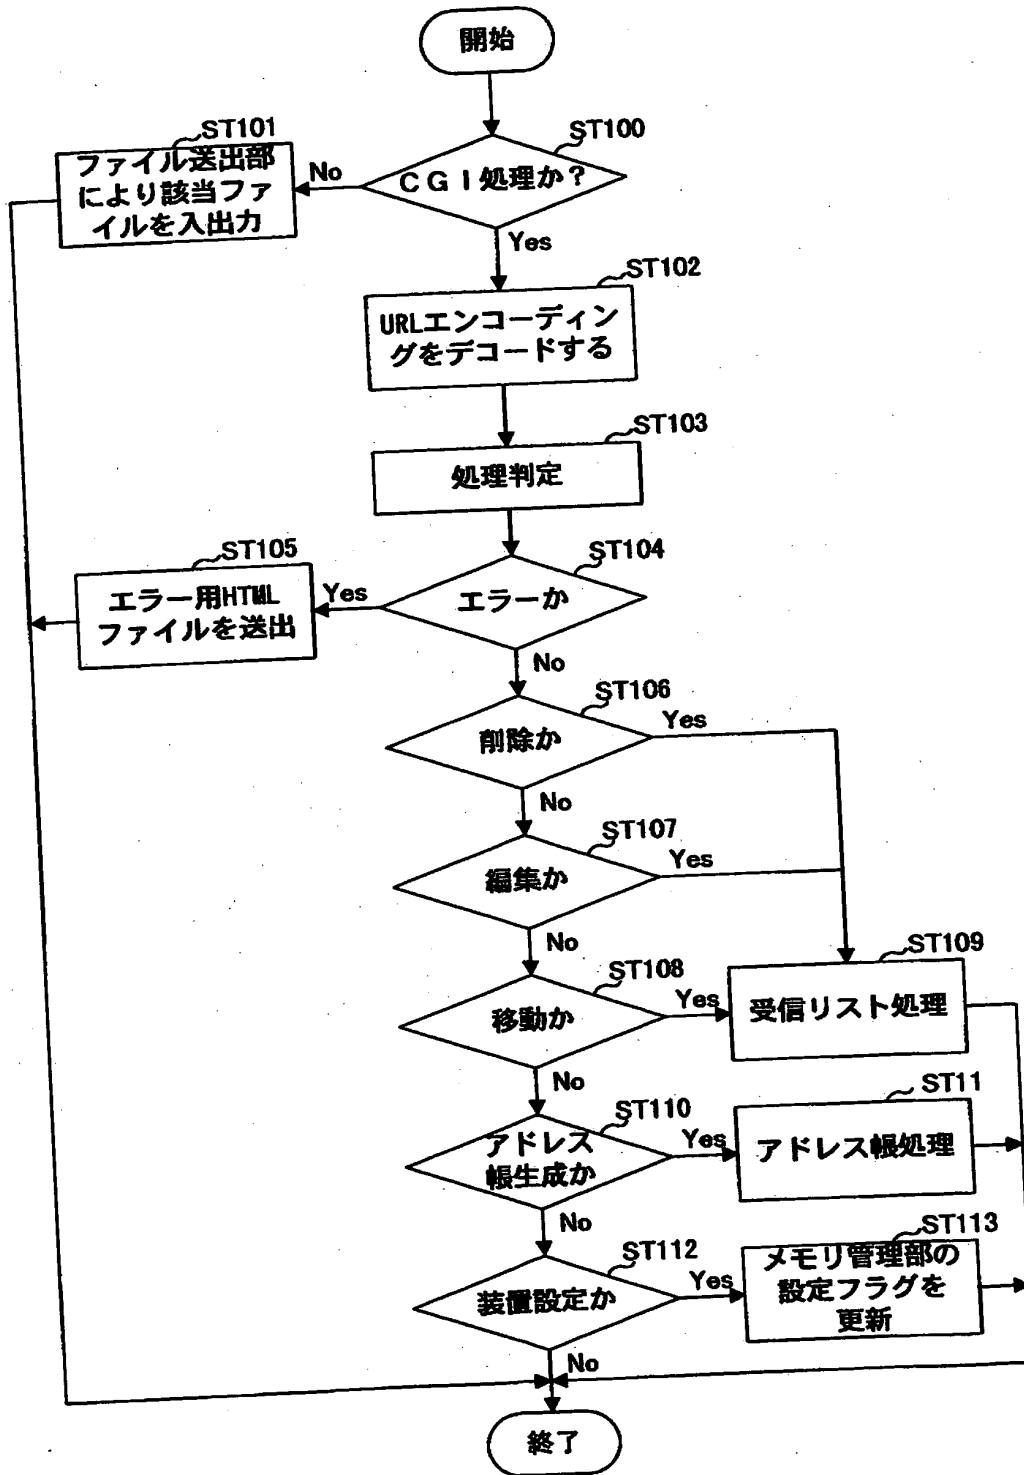 開始
ST100
CGI処理か?
No
ST101
ファイル送出部
により該当ファ
イルを入出力
Yes
ST102
URLエンコーディン
グをデコードする
ST103
処理判定
ST104
エラーか
Yes
ST105
エラー用HTML
ファイルを送出
No
ST106
削除か
Yes
No
ST107
編集か
Yes
No
ST108
移動か
Yes
ST109
受信リスト処理
No
ST110
アドレス
帳生成か
Yes
ST11
アドレス帳処理
No
ST112
装置設定か
Yes
ST113
メモリ管理部の
設定フラグを
更新
No
終了